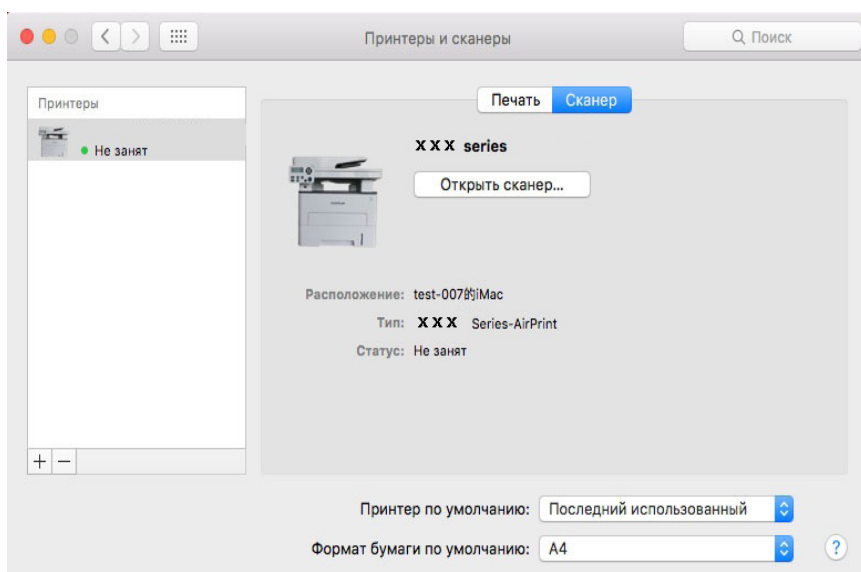 Принтеры и сканеры
Поиск
Принтеры
Не занят
Печать Сканер
X X X series
Открыть сканер...
Расположение: test-007的iMac
Тип: X X X Series-AirPrint
Статус: Не занят
+ −
Принтер по умолчанию: Последний использованный
Формат бумаги по умолчанию: A4
?